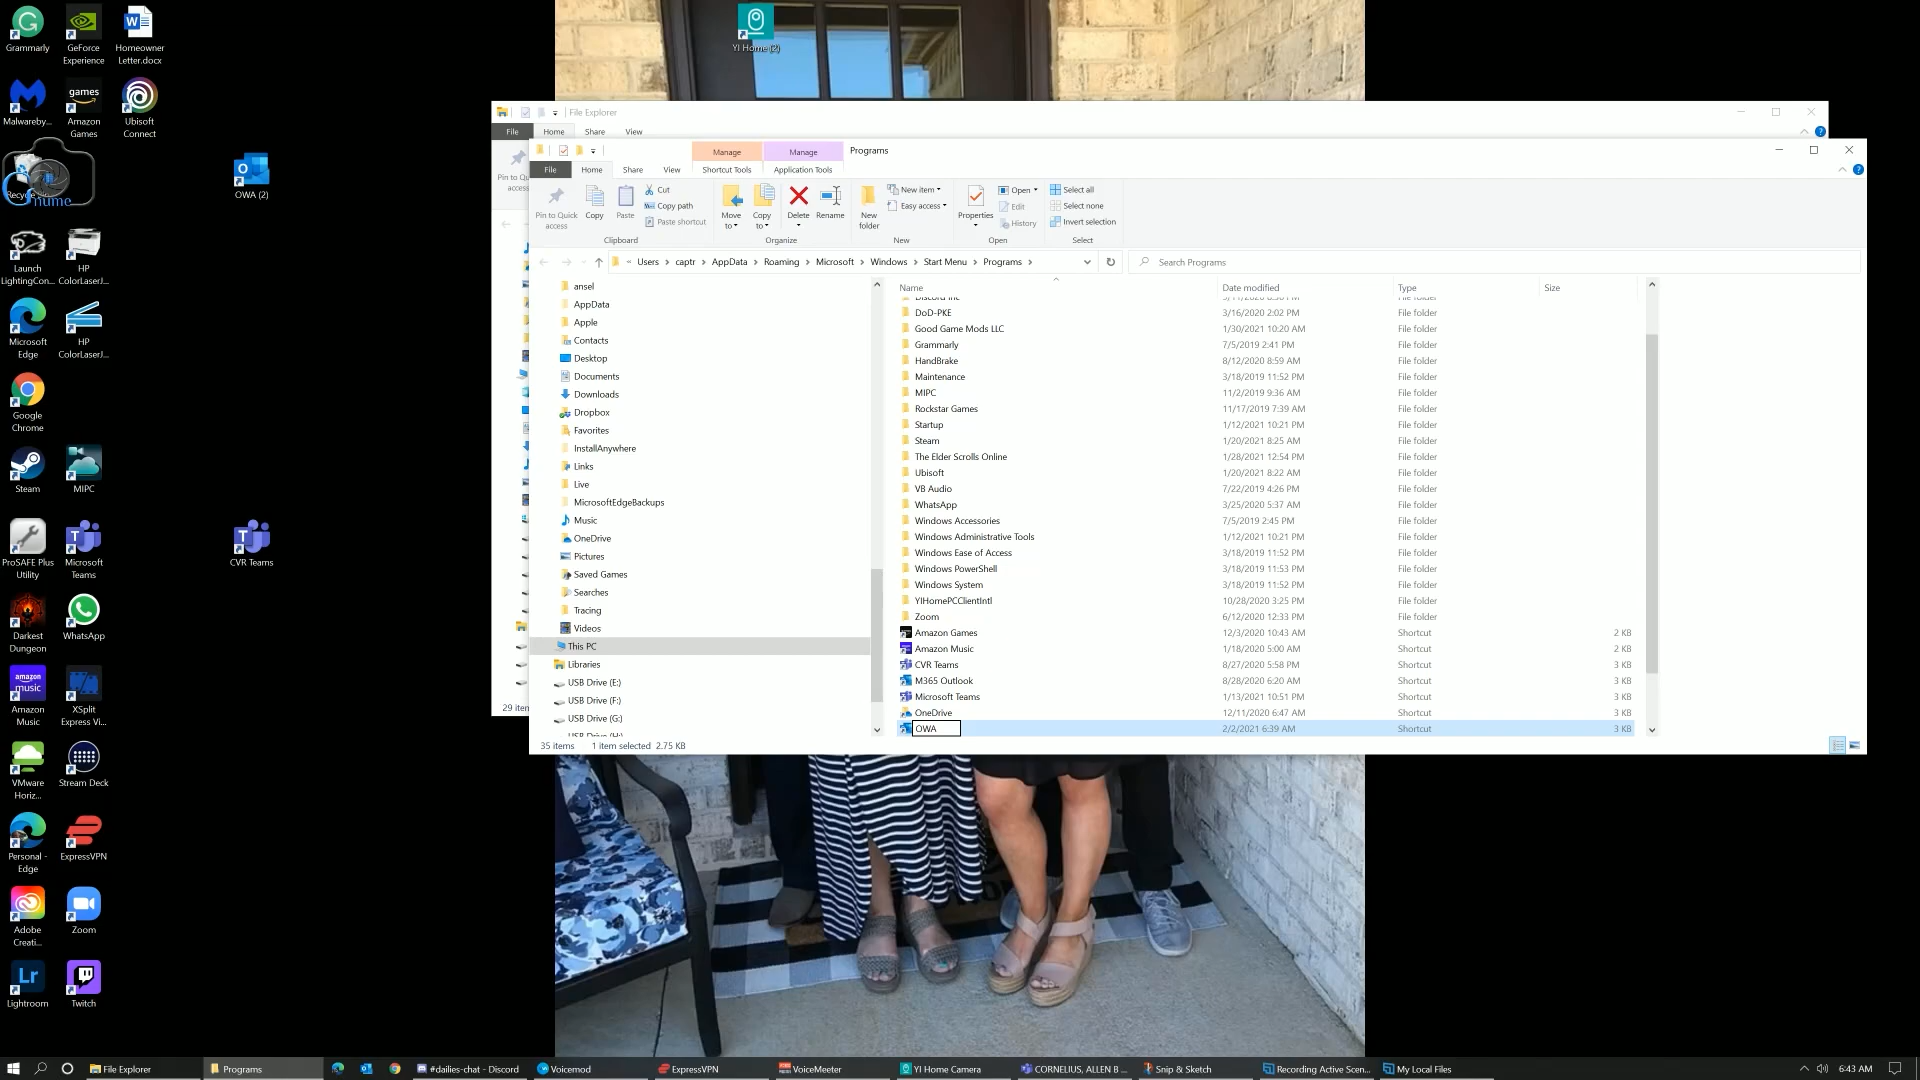 Grammarly
GeForce Experience
Homeowner Letter.docx
YI Home (2)
Malwareby...
games
Amazon Games
Ubisoft Connect
OWA (2)
Launch LightingCon...
HP ColorLaserJ...
Microsoft Edge
HP ColorLaserJ...
Google Chrome
Steam
MIPC
ProSAFE Plus Utility
Microsoft Teams
CVR Teams
Darkest Dungeon
WhatsApp
amazon music
Amazon Music
XSplit Express Vi...
VMware Horiz...
Stream Deck
Personal - Edge
ExpressVPN
Adobe Creati...
Zoom
Lr
Lightroom
Twitch
File Explorer
File Home Share View
29 iten
Manage Manage Programs
File Home Share View Shortcut Tools Application Tools
Pin to Quick access
Copy
Paste
Cut
Copy path
Paste shortcut
Clipboard
Move to
Copy to
Delete
Rename
Organize
New folder
New item
Easy access
New
Properties
Open
Edit
History
Open
Select all
Select none
Invert selection
Select
« Users > captr > AppData > Roaming > Microsoft > Windows > Start Menu > Programs >
Search Programs
ansel
AppData
Apple
Contacts
Desktop
Documents
Downloads
Dropbox
Favorites
InstallAnywhere
Links
Live
MicrosoftEdgeBackups
Music
OneDrive
Pictures
Saved Games
Searches
Tracing
Videos
This PC
Libraries
USB Drive (E:)
USB Drive (F:)
USB Drive (G:)
USB Drive (H:)
Name Date modified Type Size
DoD-PKE 3/16/2020 2:02 PM File folder
Good Game Mods LLC 1/30/2021 10:20 AM File folder
Grammarly 7/5/2019 2:41 PM File folder
HandBrake 8/12/2020 8:59 AM File folder
Maintenance 3/18/2019 11:52 PM File folder
MIPC 11/2/2019 9:36 AM File folder
Rockstar Games 11/17/2019 7:39 AM File folder
Startup 1/12/2021 10:21 PM File folder
Steam 1/20/2021 8:25 AM File folder
The Elder Scrolls Online 1/28/2021 12:54 PM File folder
Ubisoft 1/20/2021 8:22 AM File folder
VB Audio 7/22/2019 4:26 PM File folder
WhatsApp 3/25/2020 5:37 AM File folder
Windows Accessories 7/5/2019 2:45 PM File folder
Windows Administrative Tools 1/12/2021 10:21 PM File folder
Windows Ease of Access 3/18/2019 11:52 PM File folder
Windows PowerShell 3/18/2019 11:53 PM File folder
Windows System 3/18/2019 11:52 PM File folder
YIHomePCClientIntl 10/28/2020 3:25 PM File folder
Zoom 6/12/2020 12:33 PM File folder
Amazon Games 12/3/2020 10:43 AM Shortcut 2 KB
Amazon Music 1/18/2020 5:00 AM Shortcut 2 KB
CVR Teams 8/27/2020 5:58 PM Shortcut 3 KB
M365 Outlook 8/28/2020 6:20 AM Shortcut 3 KB
Microsoft Teams 1/13/2021 10:51 PM Shortcut 3 KB
OneDrive 12/11/2020 6:47 AM Shortcut 3 KB
OWA 2/2/2021 6:39 AM Shortcut 3 KB
35 items 1 item selected 2.75 KB
File Explorer Programs #dailies-chat - Discord Voicemod ExpressVPN VoiceMeeter YI Home Camera CORNELIUS, ALLEN B ... Snip & Sketch Recording Active Scen... My Local Files 6:43 AM